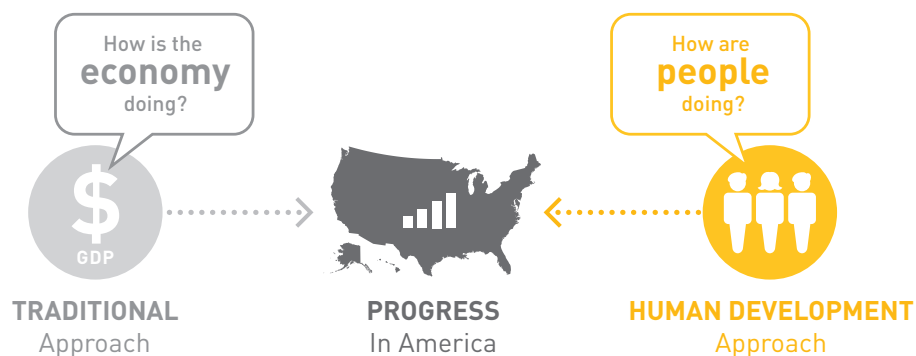 How is the
economy
doing?
How are
people
doing?
$
GDP
TRADITIONAL
Approach
PROGRESS
In America
HUMAN DEVELOPMENT
Approach